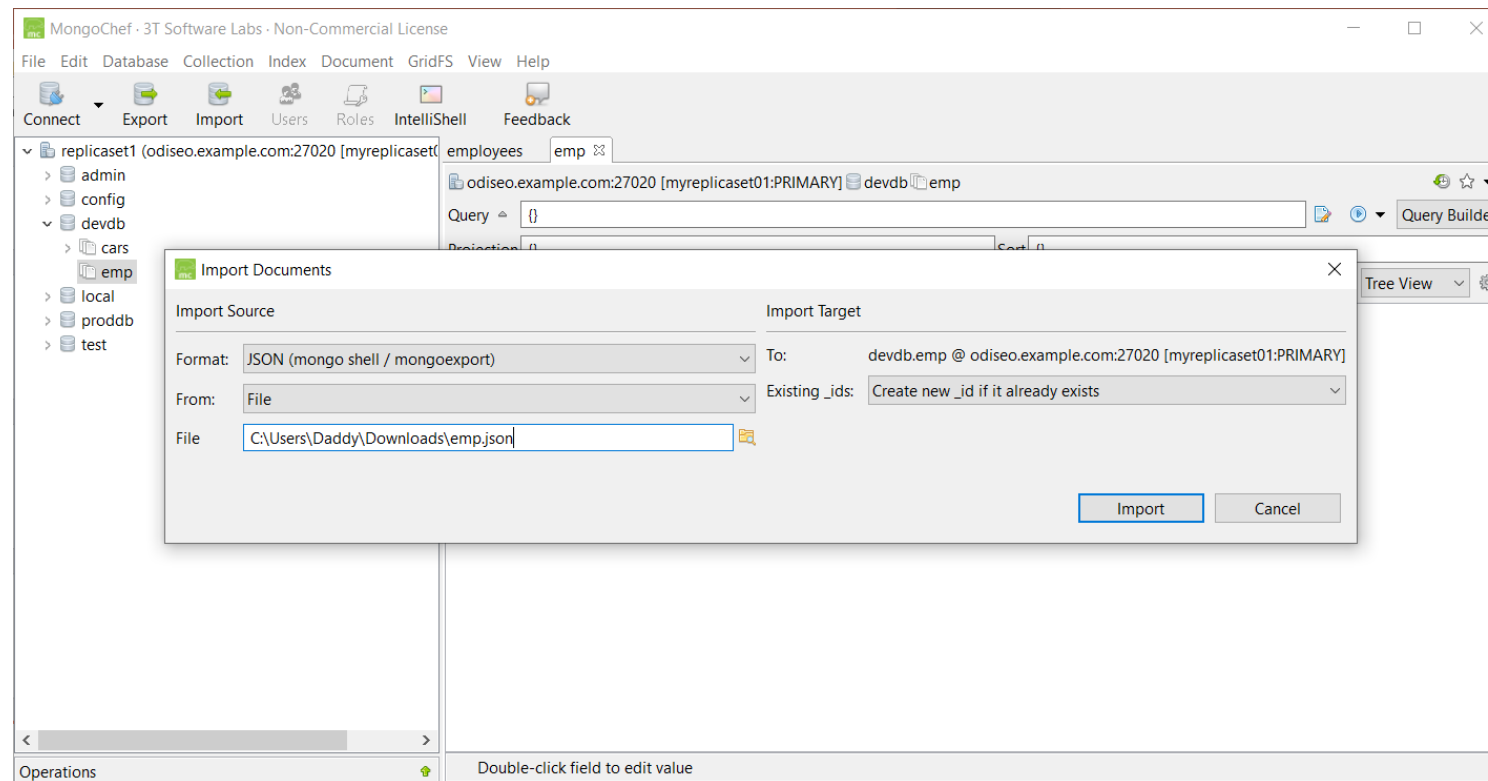 MongoChef · 3T Software Labs · Non-Commercial License
File Edit Database Collection Index Document GridFS View Help
Connect Export Import Users Roles IntelliShell Feedback
replicaset1 (odiseo.example.com:27020 [myreplicaset(
admin
config
devdb
cars
emp
local
proddb
test
employees emp
odiseo.example.com:27020 [myreplicaset01:PRIMARY] devdb emp
Query {} Query Builde
Projection {} Sort {}
Tree View
mc Import Documents
Import Source Import Target
Format: JSON (mongo shell / mongoexport) To: devdb.emp @ odiseo.example.com:27020 [myreplicaset01:PRIMARY]
From: File Existing _ids: Create new _id if it already exists
File C:\Users\Daddy\Downloads\emp.json
Import Cancel
Operations Double-click field to edit value